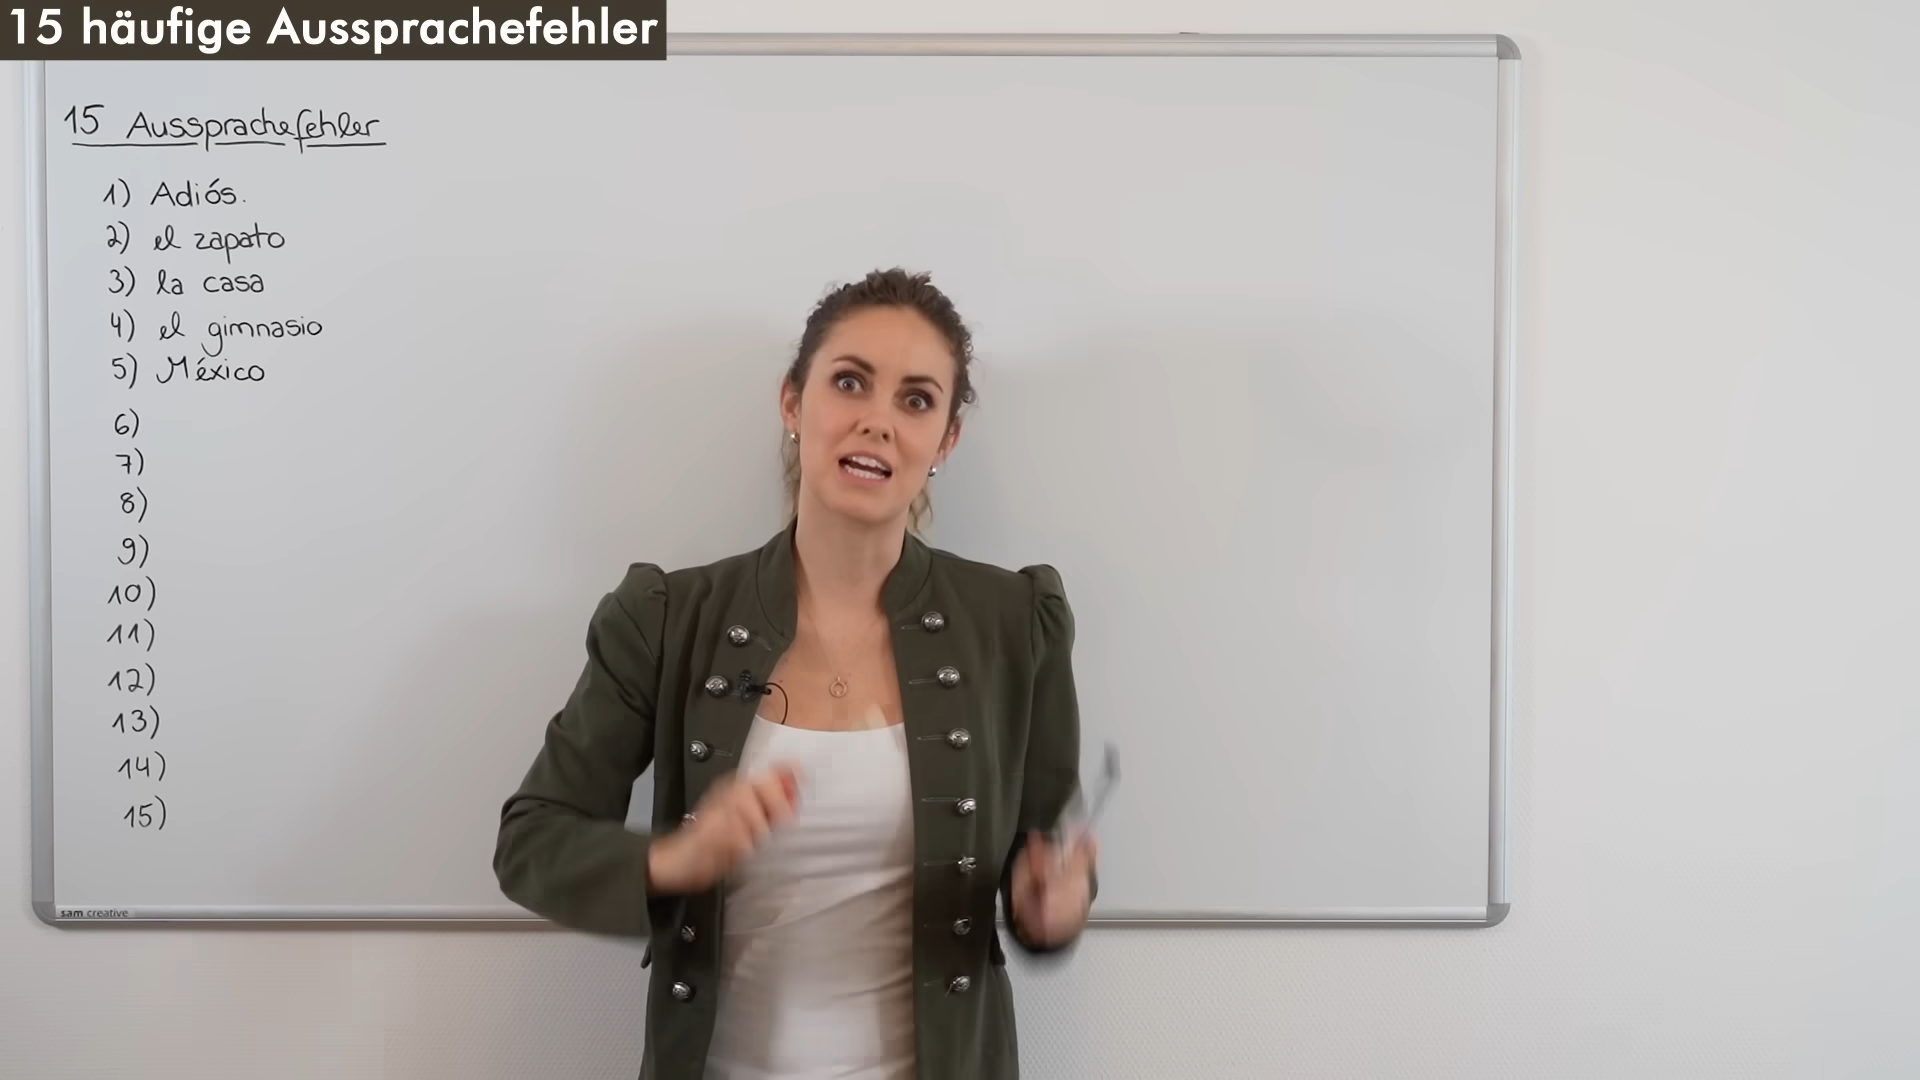 15 häufige Aussprachefehler
15 Aussprachefehler
1) Adiós.
2) el zapato
3) la casa
4) el gimnasio
5) México
6)
7)
8)
9)
10)
11)
12)
13)
14)
15)
sam creative